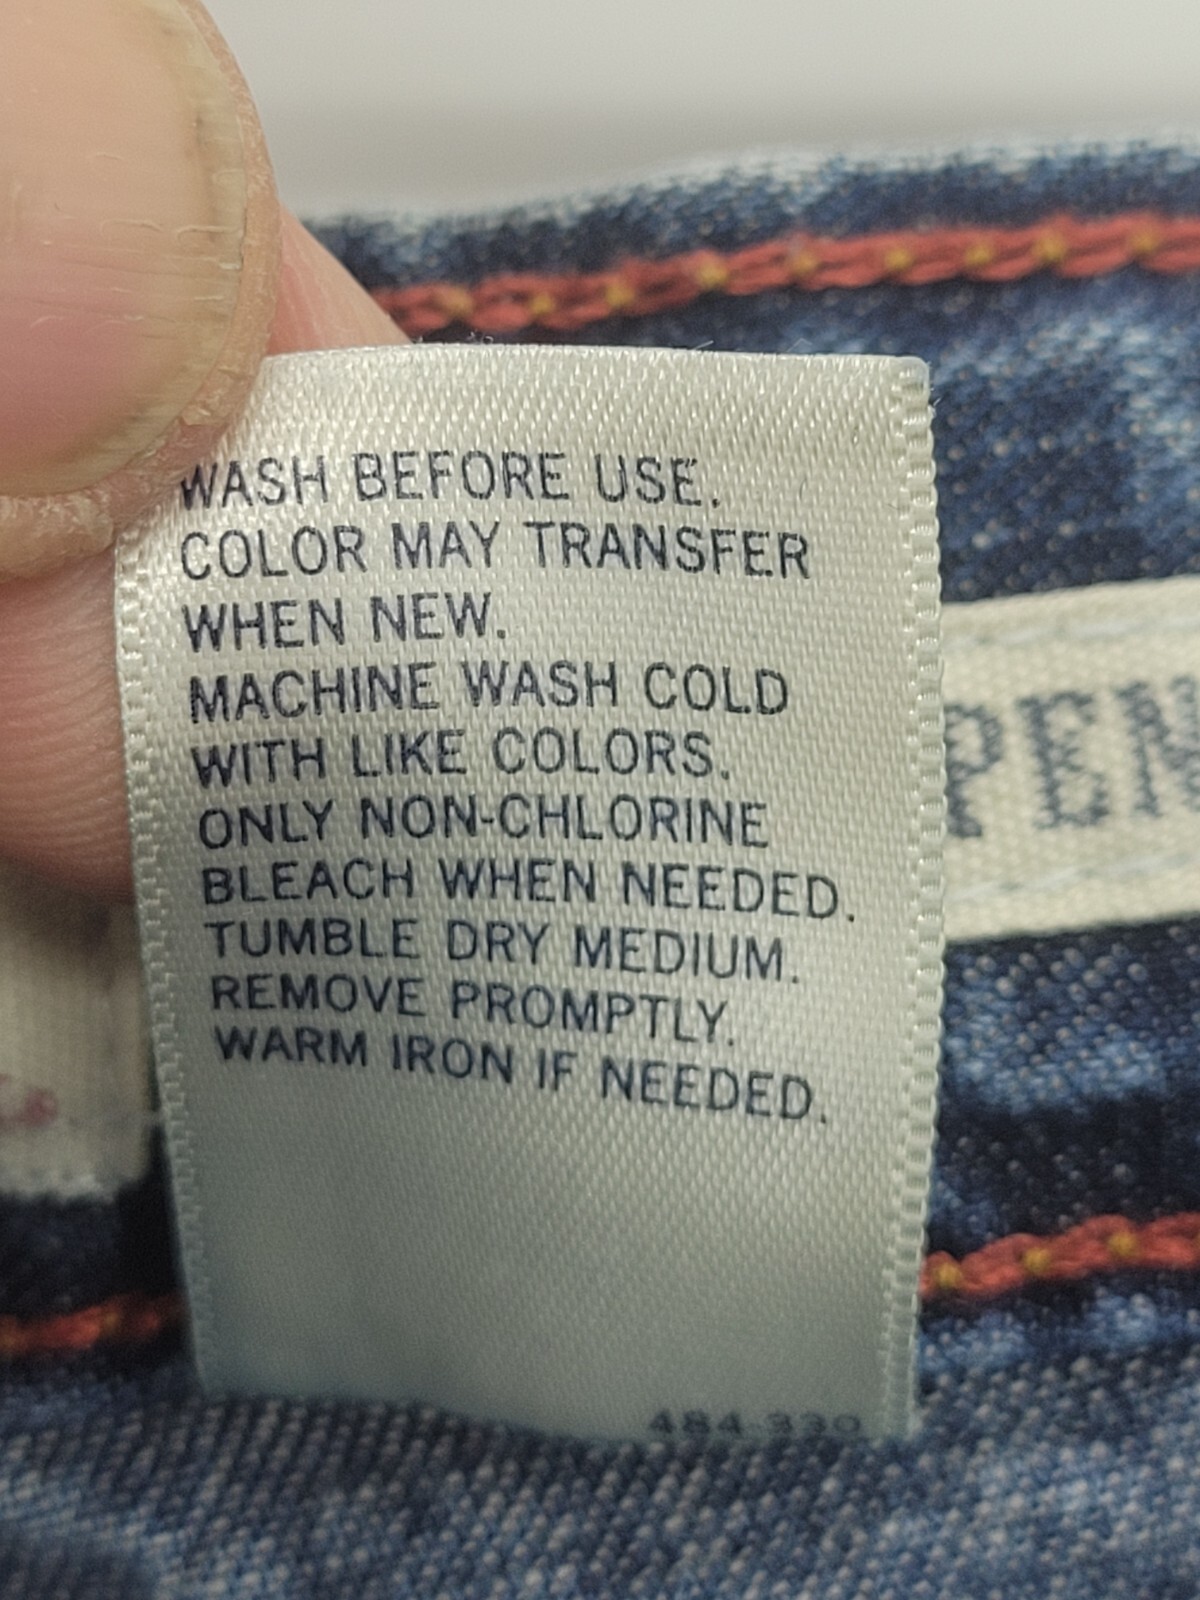 WASH BEFORE USE.
COLOR MAY TRANSFER
WHEN NEW.
MACHINE WASH COLD
WITH LIKE COLORS.
ONLY NON-CHLORINE
BLEACH WHEN NEEDED.
TUMBLE DRY MEDIUM.
REMOVE PROMPTLY.
WARM IRON IF NEEDED.
484-330
PEN